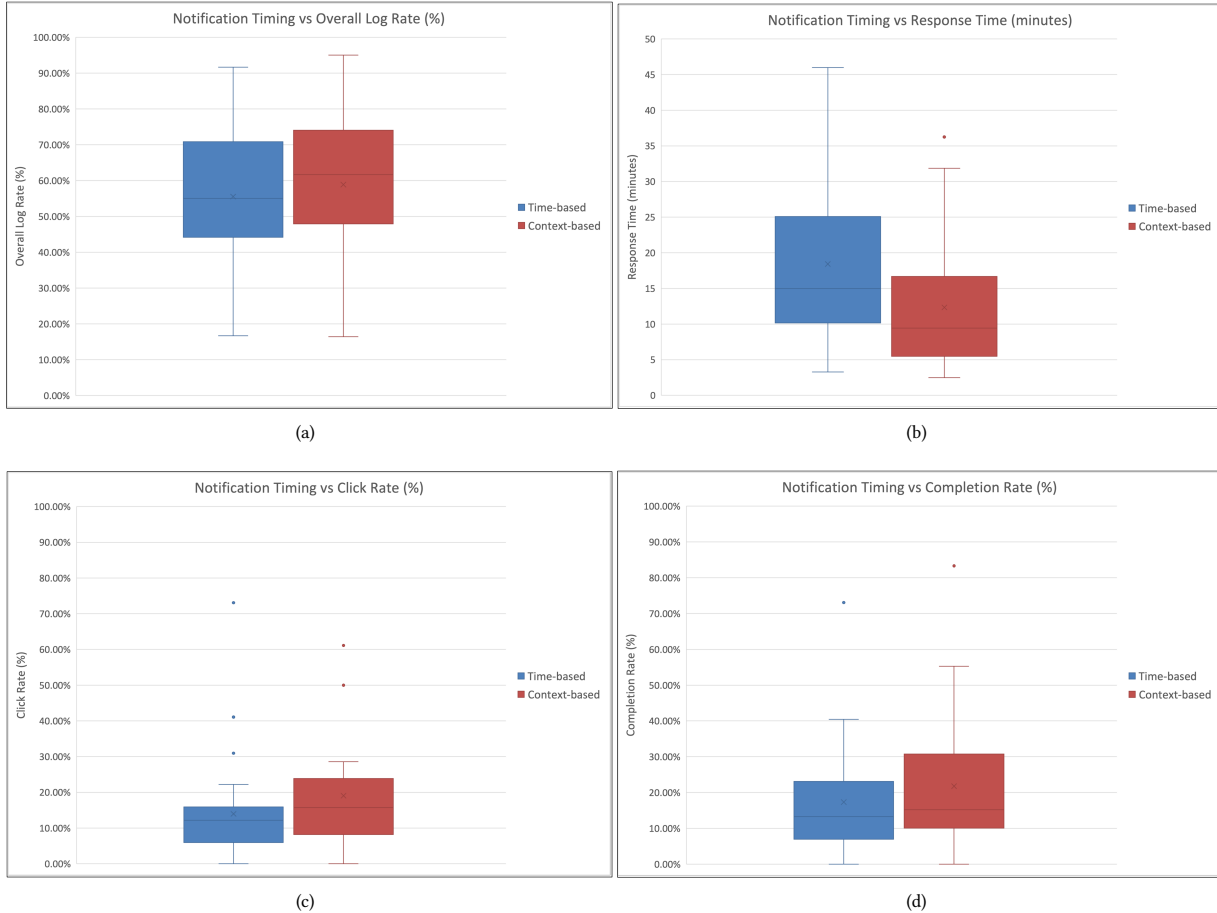 Notification Timing vs Overall Log Rate (%)
100.00%
90.00%
80.00%
70.00%
60.00%
50.00%
40.00%
30.00%
20.00%
10.00%
0.00%
Overall Log Rate (%)
Time-based
Context-based
(a)
Notification Timing vs Response Time (minutes)
50
45
40
35
30
25
20
15
10
5
0
Response Time (minutes)
Time-based
Context-based
(b)
Notification Timing vs Click Rate (%)
100.00%
90.00%
80.00%
70.00%
60.00%
50.00%
40.00%
30.00%
20.00%
10.00%
0.00%
Click Rate (%)
Time-based
Context-based
(c)
Notification Timing vs Completion Rate (%)
100.00%
90.00%
80.00%
70.00%
60.00%
50.00%
40.00%
30.00%
20.00%
10.00%
0.00%
Completion Rate (%)
Time-based
Context-based
(d)